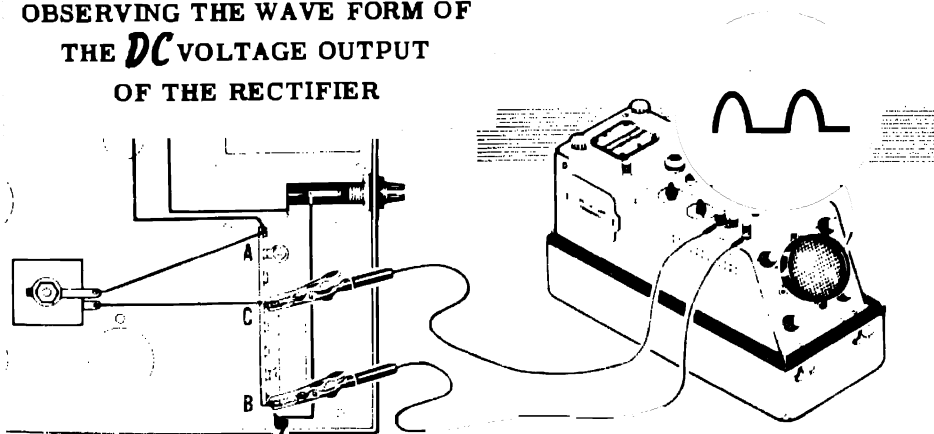 OBSERVING THE WAVE FORM OF
THE DC VOLTAGE OUTPUT
OF THE RECTIFIER
A
C
B